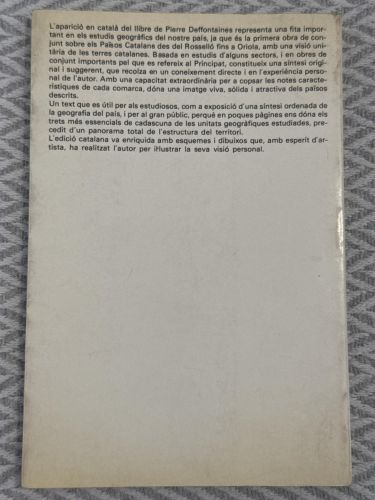 L'aparició en català del llibre de Pierre Deffontaines representa una fita impor-
tant en els estudis geogràfics del nostre país, ja que és la primera obra de con-
junt sobre els Països Catalans des del Rosselló fins a Oriola, amb una visió uni-
tària de les terres catalanes. Basada en estudis d'alguns sectors, i en obres de
conjunt importants pel que es refereix al Principat, constitueix una síntesi origi-
nal i suggerent, que recolza en un coneixement directe i en l'experiència perso-
nal de l'autor. Amb una capacitat extraordinària per a copsar les notes caracte-
rístiques de cada comarca, dóna una imatge viva, sòlida i atractiva dels països
descrits.
Un text que es útil per als estudiosos, com a exposició d'una síntesi ordenada de
la geografia del país, i per al gran públic, perquè en poques pàgines ens dóna els
trets més essencials de cadascuna de les unitats geogràfiques estudiades, pre-
cedit d'un panorama total de l'estructura del territori.
L'edició catalana va enriquida amb esquemes i dibuixos que, amb esperit d'ar-
tista, ha realitzat l'autor per il·lustrar la seva visió personal.